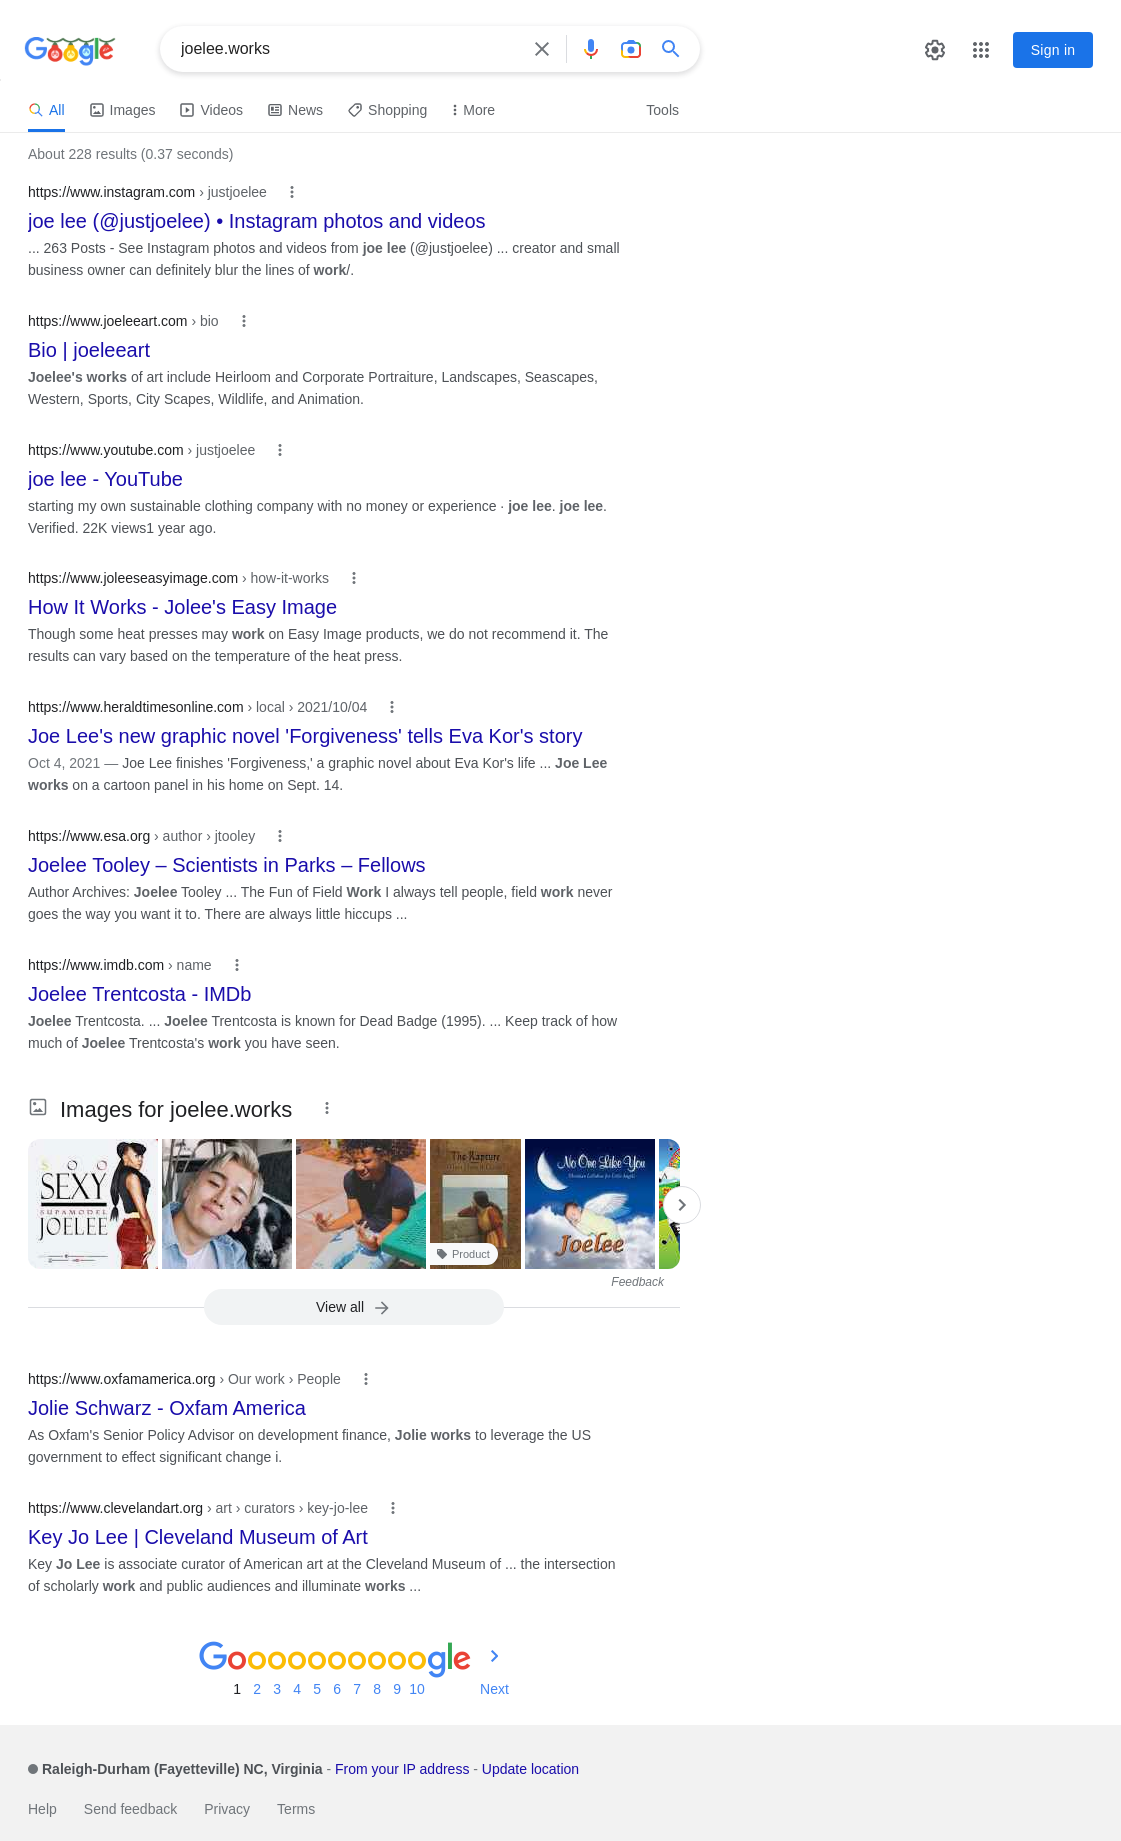 Google
joelee.works
Sign in
All
Images
Videos
News
Shopping
More
Tools
About 228 results (0.37 seconds)
https://www.instagram.com › justjoelee
joe lee (@justjoelee) • Instagram photos and videos
... 263 Posts - See Instagram photos and videos from joe lee (@justjoelee) ... creator and small
business owner can definitely blur the lines of work/.
https://www.joeleeart.com › bio
Bio | joeleeart
Joelee's works of art include Heirloom and Corporate Portraiture, Landscapes, Seascapes,
Western, Sports, City Scapes, Wildlife, and Animation.
https://www.youtube.com › justjoelee
joe lee - YouTube
starting my own sustainable clothing company with no money or experience · joe lee. joe lee.
Verified. 22K views1 year ago.
https://www.joleeseasyimage.com › how-it-works
How It Works - Jolee's Easy Image
Though some heat presses may work on Easy Image products, we do not recommend it. The
results can vary based on the temperature of the heat press.
https://www.heraldtimesonline.com › local › 2021/10/04
Joe Lee's new graphic novel 'Forgiveness' tells Eva Kor's story
Oct 4, 2021 — Joe Lee finishes 'Forgiveness,' a graphic novel about Eva Kor's life ... Joe Lee
works on a cartoon panel in his home on Sept. 14.
https://www.esa.org › author › jtooley
Joelee Tooley – Scientists in Parks – Fellows
Author Archives: Joelee Tooley ... The Fun of Field Work I always tell people, field work never
goes the way you want it to. There are always little hiccups ...
https://www.imdb.com › name
Joelee Trentcosta - IMDb
Joelee Trentcosta. ... Joelee Trentcosta is known for Dead Badge (1995). ... Keep track of how
much of Joelee Trentcosta's work you have seen.
Images for joelee.works
SOO
SEXY
SUPAMODEL
JOELEE
The Rapture
Product
No One Like You
Joelee
Feedback
View all
https://www.oxfamamerica.org › Our work › People
Jolie Schwarz - Oxfam America
As Oxfam's Senior Policy Advisor on development finance, Jolie works to leverage the US
government to effect significant change i.
https://www.clevelandart.org › art › curators › key-jo-lee
Key Jo Lee | Cleveland Museum of Art
Key Jo Lee is associate curator of American art at the Cleveland Museum of ... the intersection
of scholarly work and public audiences and illuminate works ...
Goooooooooogle
1 2 3 4 5 6 7 8 9 10 Next
Raleigh-Durham (Fayetteville) NC, Virginia - From your IP address - Update location
Help Send feedback Privacy Terms